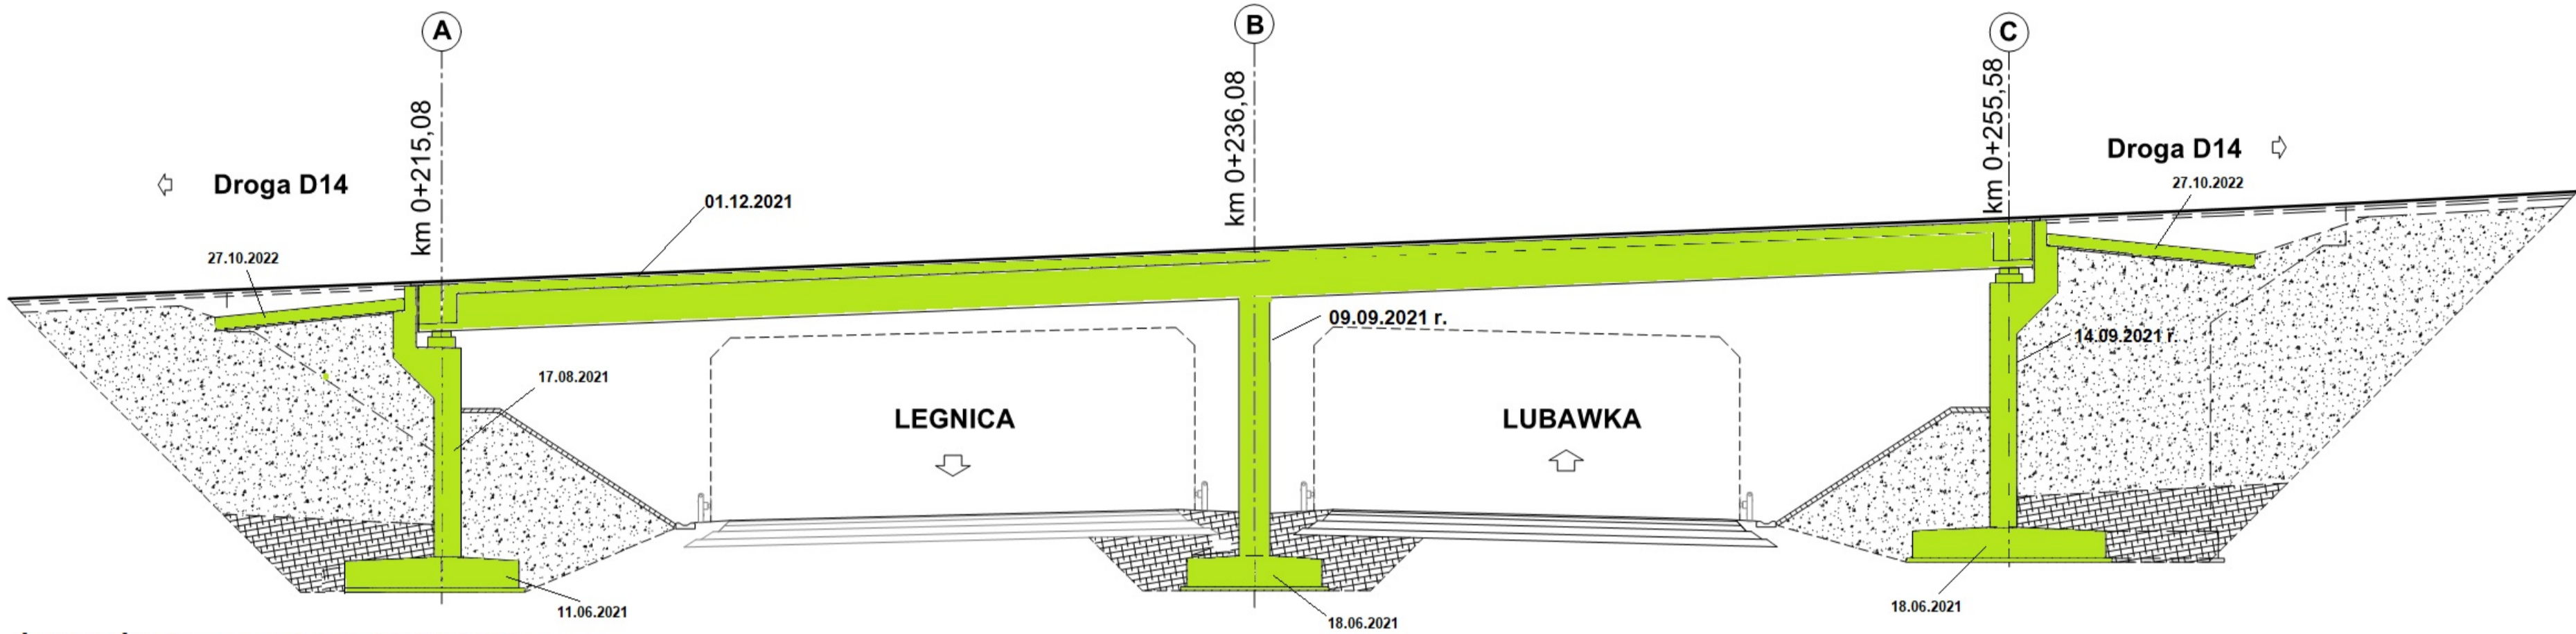 A
B
C
km 0+215,08
km 0+236,08
km 0+255,58
Droga D14
Droga D14
27.10.2022
01.12.2021
27.10.2022
09.09.2021 r.
14.09.2021 r.
17.08.2021
LEGNICA
LUBAWKA
11.06.2021
18.06.2021
18.06.2021